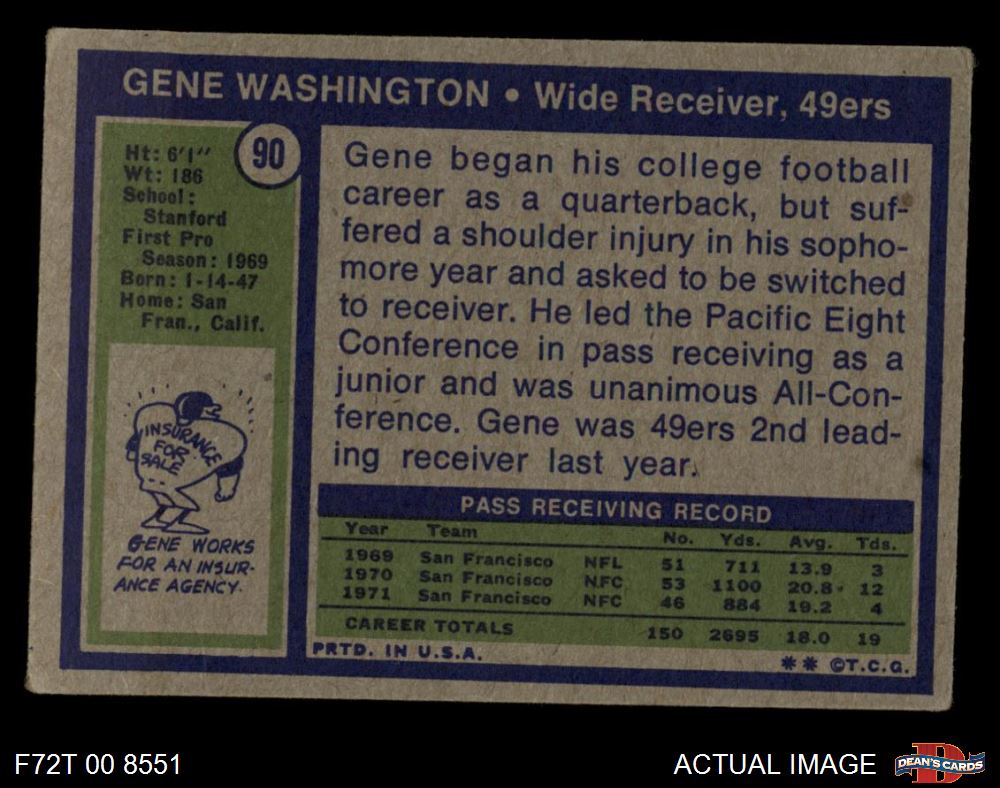 GENE WASHINGTON • Wide Receiver, 49ers
90
Ht: 6'1"
Wt: 186
School:
Stanford
First Pro
Season: 1969
Born: 1-14-47
Home: San
Fran., Calif.
INSURANCE
FOR
SALE
GENE WORKS
FOR AN INSUR-
ANCE AGENCY.
Gene began his college football
career as a quarterback, but suf-
fered a shoulder injury in his sopho-
more year and asked to be switched
to receiver. He led the Pacific Eight
Conference in pass receiving as a
junior and was unanimous All-Con-
ference. Gene was 49ers 2nd lead-
ing receiver last year.
PASS RECEIVING RECORD
Year Team No. Yds. Avg. Tds.
1969 San Francisco NFL 51 711 13.9 3
1970 San Francisco NFC 53 1100 20.8 12
1971 San Francisco NFC 46 884 19.2 4
CAREER TOTALS 150 2695 18.0 19
PRTD. IN U.S.A. ** ©T.C.G.
F72T 00 8551 ACTUAL IMAGE D DEAN'S CARDS